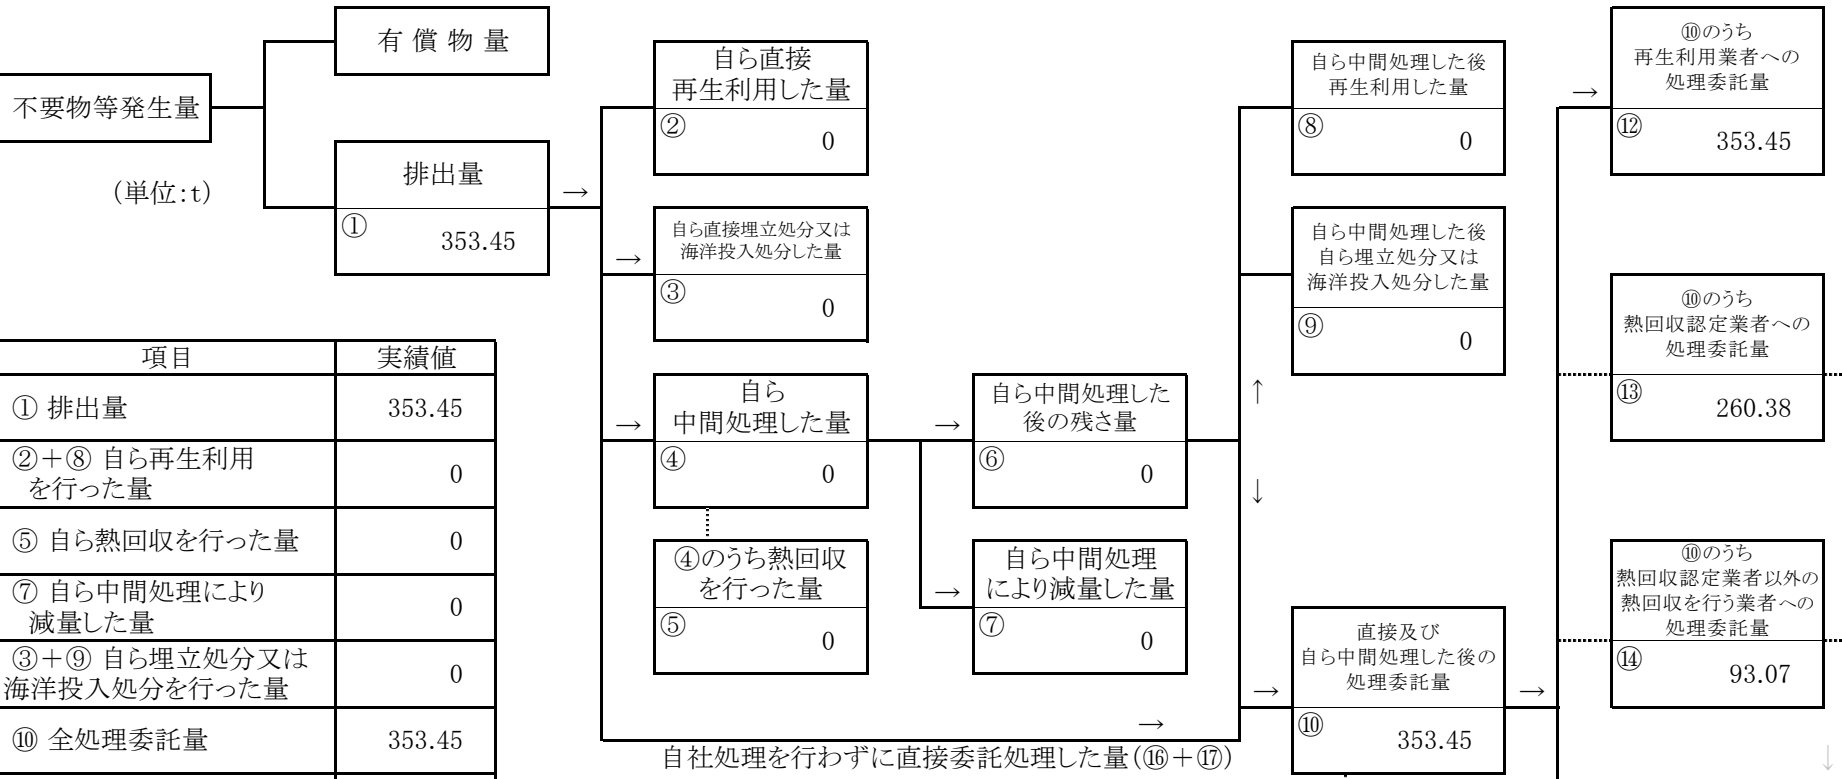 有 償 物 量
不要物等発生量
(単位:t)
排出量
①
353.45
自ら直接
再生利用した量
②
0
自ら直接埋立処分又は
海洋投入処分した量
③
0
自ら
中間処理した量
④
0
④のうち熱回収
を行った量
⑤
0
自ら中間処理した
後の残さ量
⑥
0
自ら中間処理
により減量した量
⑦
0
自ら中間処理した後
再生利用した量
⑧
0
自ら中間処理した後
自ら埋立処分又は
海洋投入処分した量
⑨
0
直接及び
自ら中間処理した後の
処理委託量
⑩
353.45
自社処理を行わずに直接委託処理した量(⑯+⑰)
⑩のうち
再生利用業者への
処理委託量
⑫
353.45
⑩のうち
熱回収認定業者への
処理委託量
⑬
260.38
⑩のうち
熱回収認定業者以外の
熱回収を行う業者への
処理委託量
⑭
93.07
項目 実績値
① 排出量 353.45
②+⑧ 自ら再生利用
を行った量
0
⑤ 自ら熱回収を行った量 0
⑦ 自ら中間処理により
減量した量
0
③+⑨ 自ら埋立処分又は
海洋投入処分を行った量
0
⑩ 全処理委託量 353.45